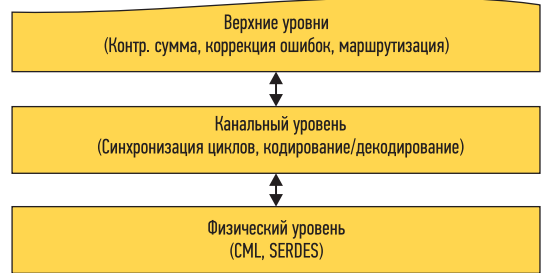 Верхние уровни
(Контр. сумма, коррекция ошибок, маршрутизация)
Канальный уровень
(Синхронизация циклов, кодирование/декодирование)
Физический уровень
(CML, SERDES)